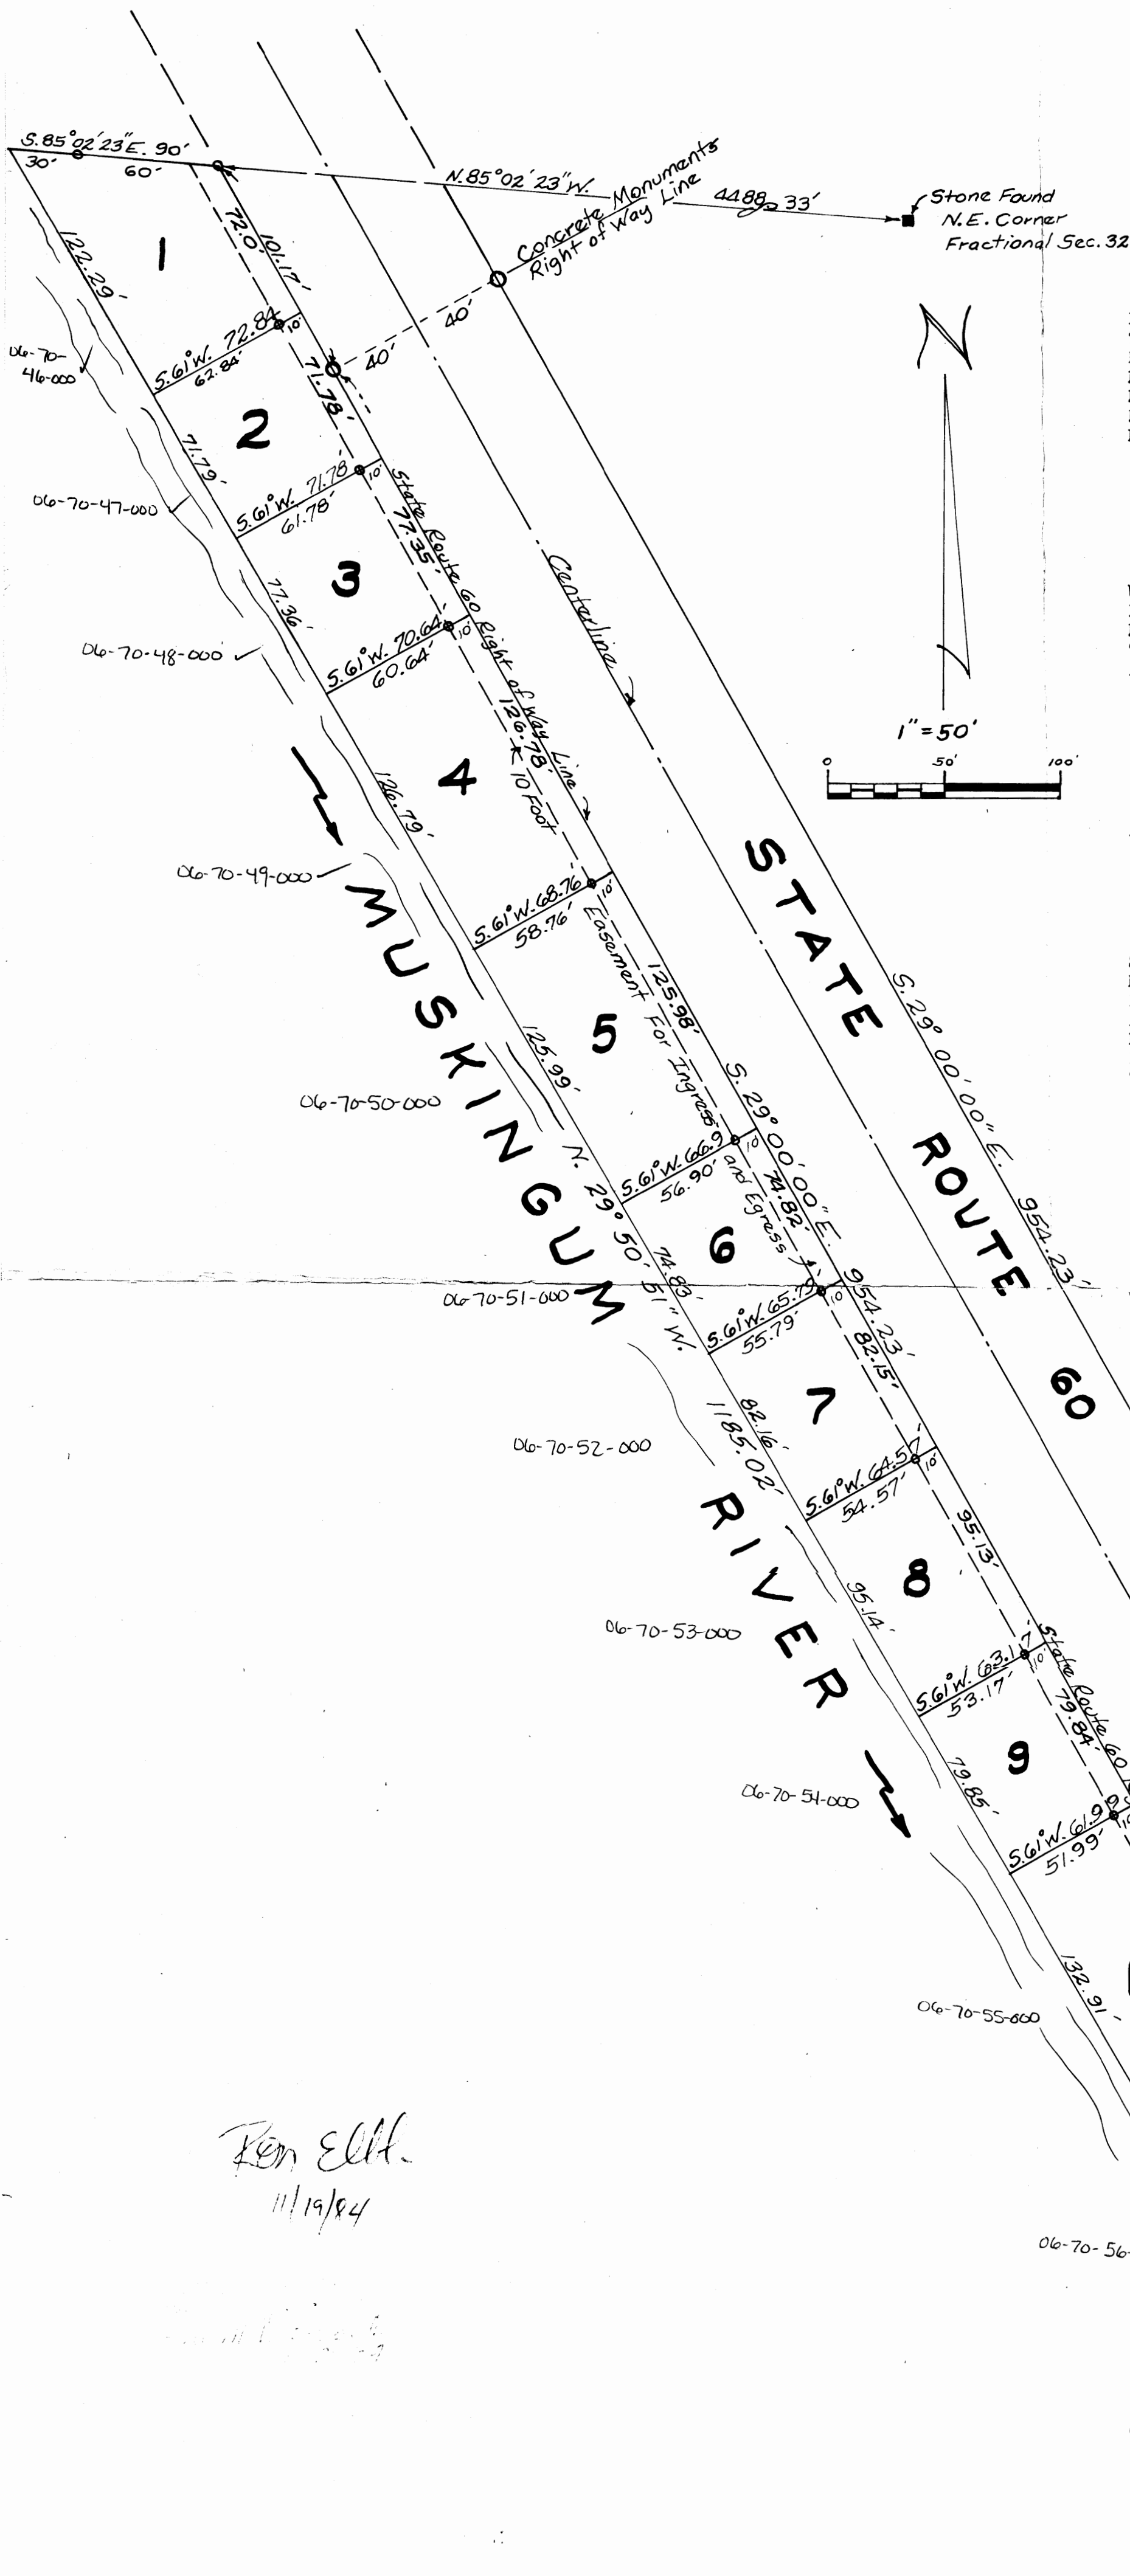 S. 85° 02' 23" E. 90'
30'
60'
N. 85° 02' 23" W.
4488.33'
Stone Found
N.E. Corner
Fractional Sec. 32
Concrete Monuments
Right of Way Line
40'
40'
N
1" = 50'
0 50' 100'
1
122.29'
72.0'
101.17'
S. 61° W. 72.84
62.84'
10'
06-70-
46-000
2
71.79'
71.78'
S. 61° W. 71.78'
61.78'
10'
06-70-47-000
3
77.36'
77.35'
S. 61° W. 70.64'
60.64'
10'
06-70-48-000
State Route 60 Right of Way Line
Centerline
4
126.79'
126.78'
10 Foot
S. 61° W. 68.76'
58.76'
10'
06-70-49-000
Easement For Ingress
and Egress
5
125.99'
125.98'
S. 61° W. 66.9
56.90'
10'
06-70-50-000
S. 29° 00' 00" E. 954.23'
S. 29° 00' 00" E. 954.23'
N. 29° 50' 51" W. 1185.02'
6
74.83'
74.82'
S. 61° W. 65.79
55.79'
10'
06-70-51-000
7
82.16'
82.15'
S. 61° W. 64.57'
54.57'
10'
06-70-52-000
8
95.14'
95.13'
S. 61° W. 63.17'
53.17'
10'
06-70-53-000
State Route 60
9
79.85'
79.84'
S. 61° W. 61.99
51.99'
10'
06-70-54-000
132.91'
06-70-55-000
06-70-56-
MUSKINGUM RIVER
STATE ROUTE 60
11/19/84